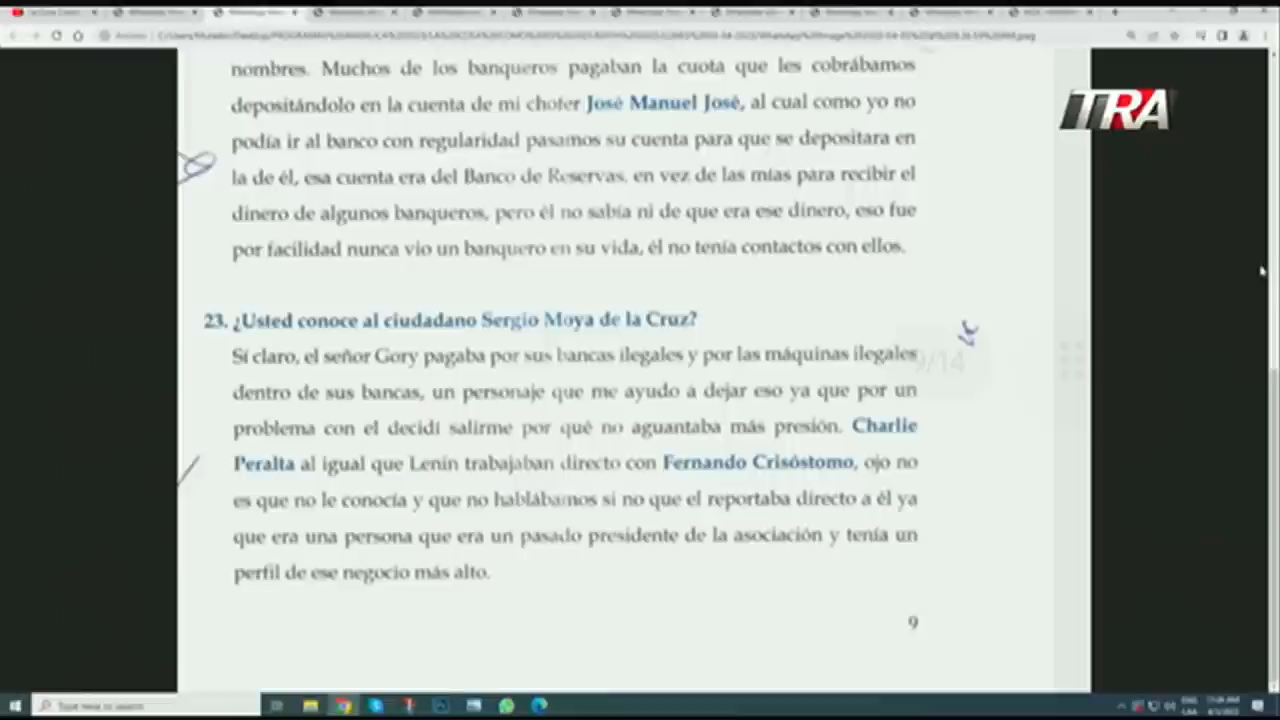 nombres. Muchos de los banqueros pagaban la cuota que les cobrábamos
depositándolo en la cuenta de mi chofer José Manuel José, al cual como yo no
podía ir al banco con regularidad pasamos su cuenta para que se depositara en
la de él, esa cuenta era del Banco de Reservas, en vez de las mías para recibir el
dinero de algunos banqueros, pero él no sabía ni de que era ese dinero, eso fue
por facilidad nunca vio un banquero en su vida, él no tenía contactos con ellos.
TRA
23. ¿Usted conoce al ciudadano Sergio Moya de la Cruz?
Sí claro, el señor Gory pagaba por sus bancas ilegales y por las máquinas ilegales
dentro de sus bancas, un personaje que me ayudo a dejar eso ya que por un
problema con el decidí salirme por qué no aguantaba más presión. Charlie
Peralta al igual que Lenin trabajaban directo con Fernando Crisóstomo, ojo no
es que no le conocía y que no hablábamos si no que el reportaba directo a él ya
que era una persona que era un pasado presidente de la asociación y tenía un
perfil de ese negocio más alto.
9/14
9
Type here to search